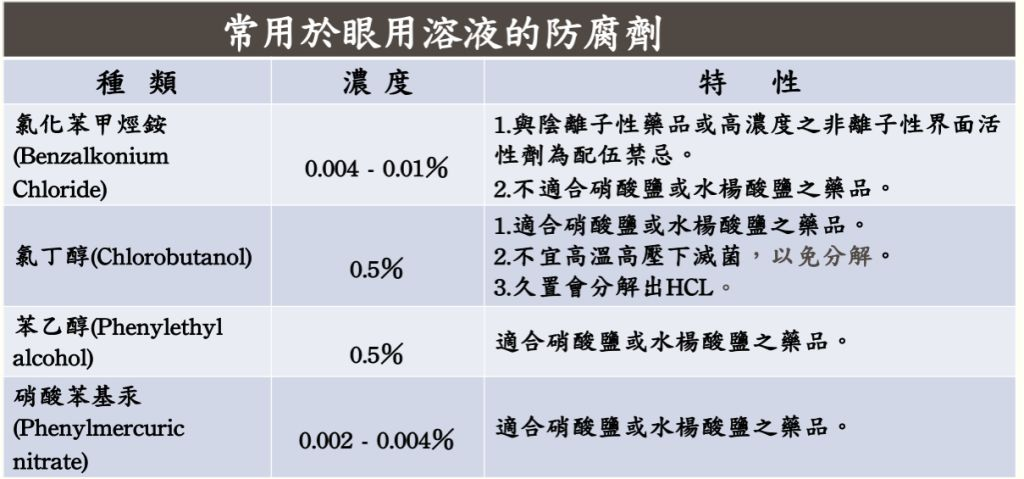 常用於眼用溶液的防腐劑
種 類
濃 度
特 性
氯化苯甲烴銨
(Benzalkonium
Chloride)
0.004 - 0.01%
1.與陰離子性藥品或高濃度之非離子性界面活
性劑為配伍禁忌。
2.不適合硝酸鹽或水楊酸鹽之藥品。
氯丁醇(Chlorobutanol)
0.5%
1.適合硝酸鹽或水楊酸鹽之藥品。
2.不宜高溫高壓下滅菌，以免分解。
3.久置會分解出HCL。
苯乙醇(Phenylethyl
alcohol)
0.5%
適合硝酸鹽或水楊酸鹽之藥品。
硝酸苯基汞
(Phenylmercuric
nitrate)
0.002 - 0.004%
適合硝酸鹽或水楊酸鹽之藥品。